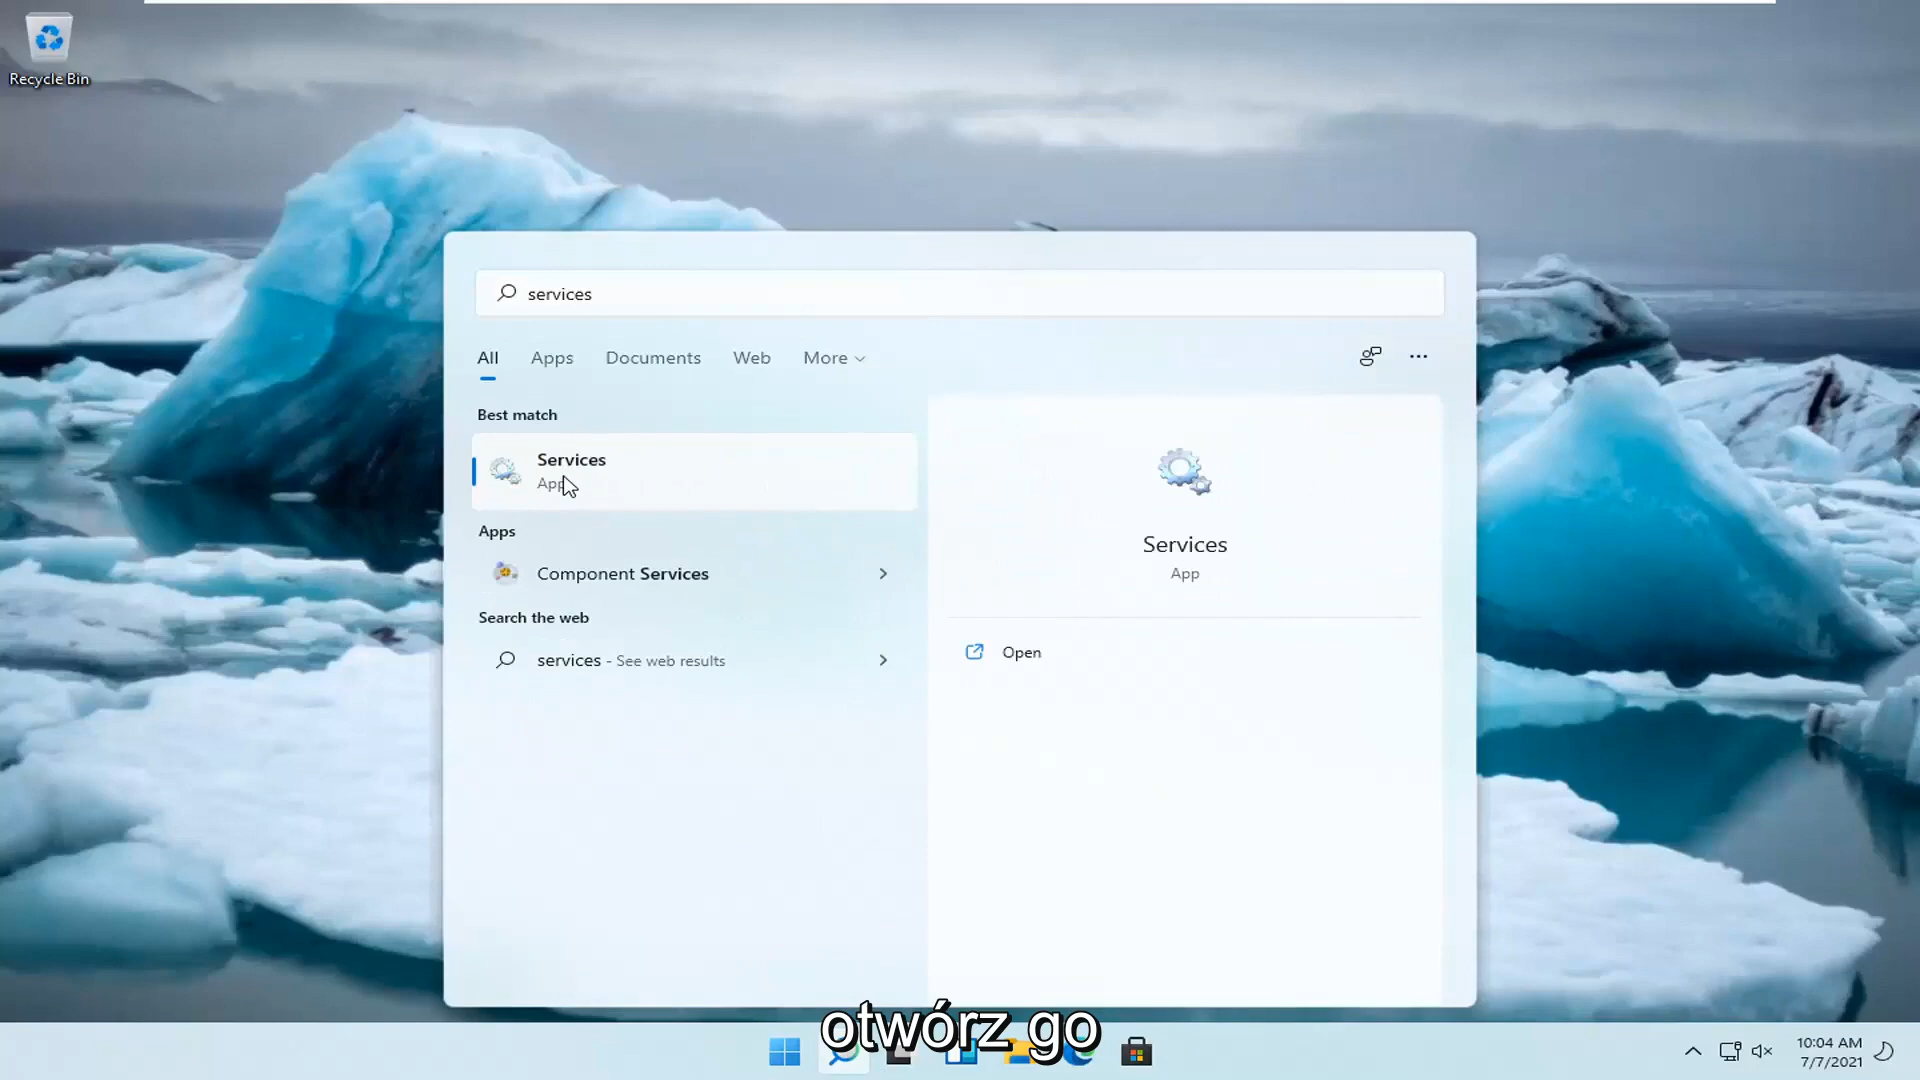 Recycle Bin
services
All Apps Documents Web More
Best match
Services
App
Apps
Component Services
Search the web
services - See web results
Services
App
Open
otwórz go
10:04 AM
7/7/2021